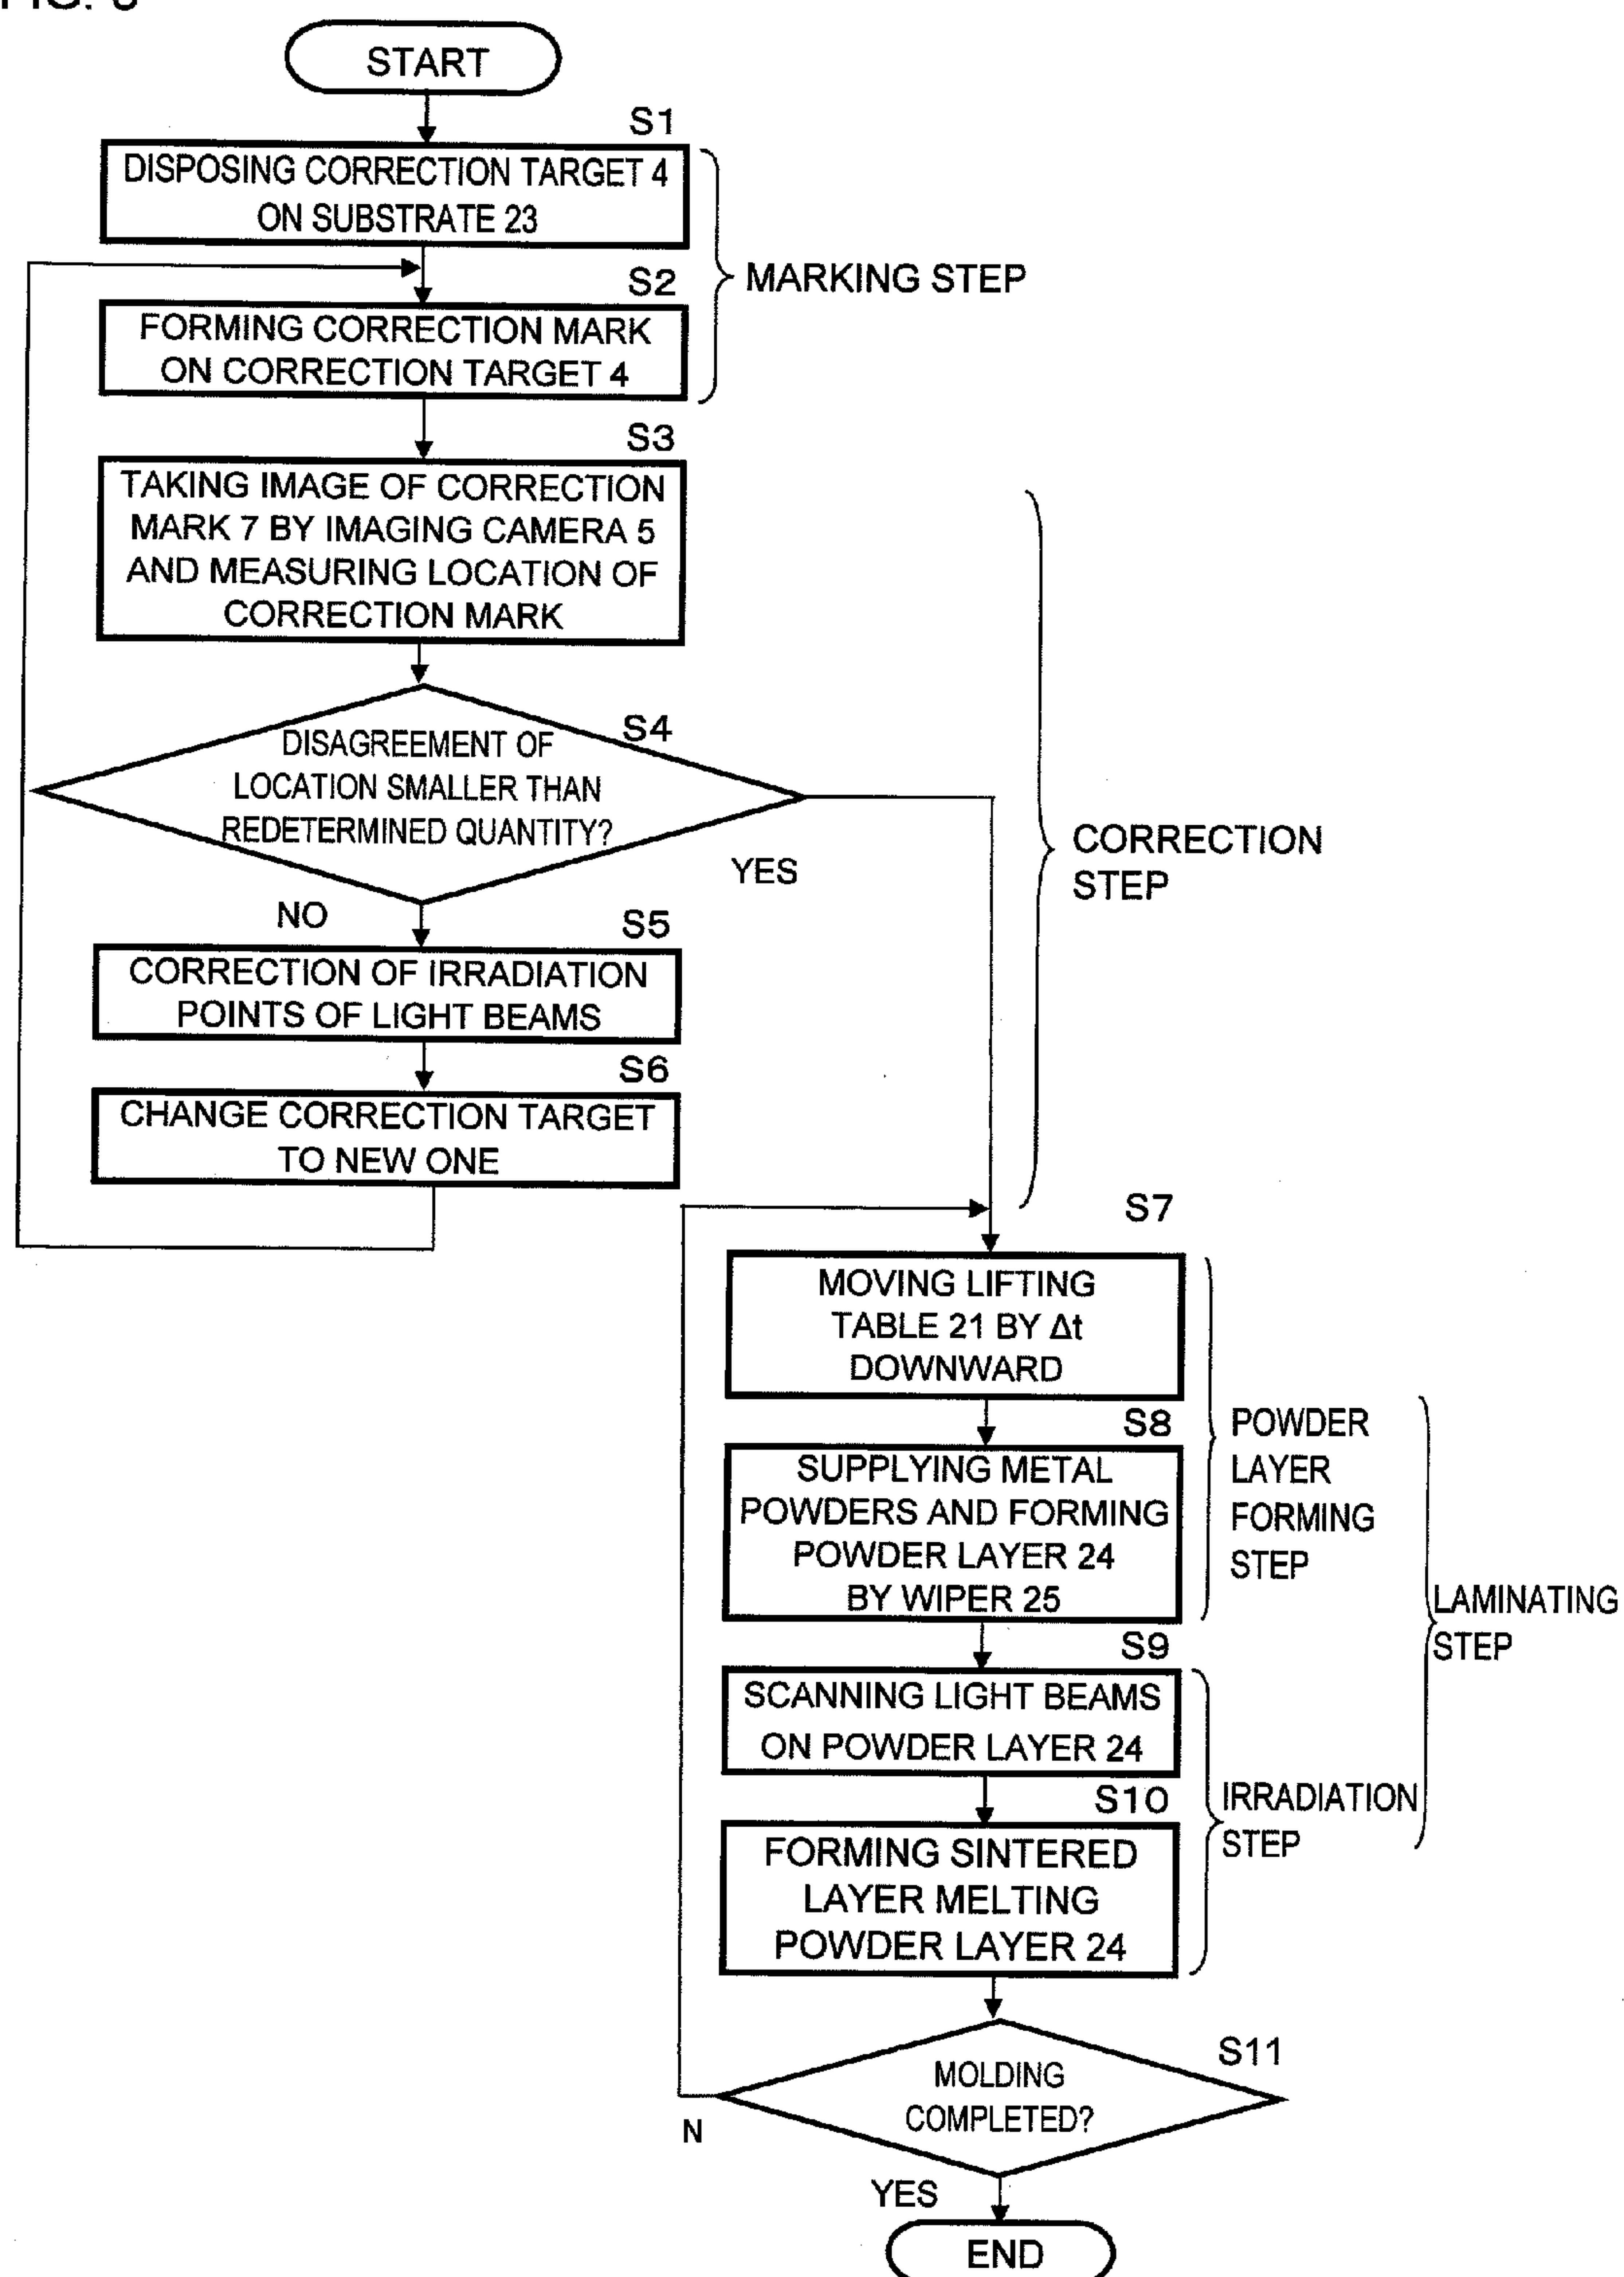 START
S1
DISPOSING CORRECTION TARGET 4
ON SUBSTRATE 23
S2
MARKING STEP
FORMING CORRECTION MARK
ON CORRECTION TARGET 4
S3
TAKING IMAGE OF CORRECTION
MARK 7 BY IMAGING CAMERA 5
AND MEASURING LOCATION OF
CORRECTION MARK
S4
DISAGREEMENT OF
LOCATION SMALLER THAN
REDETERMINED QUANTITY?
YES
CORRECTION
STEP
NO
S5
CORRECTION OF IRRADIATION
POINTS OF LIGHT BEAMS
S6
CHANGE CORRECTION TARGET
TO NEW ONE
S7
MOVING LIFTING
TABLE 21 BY Δt
DOWNWARD
S8
SUPPLYING METAL
POWDERS AND FORMING
POWDER LAYER 24
BY WIPER 25
POWDER
LAYER
FORMING
STEP
LAMINATING
STEP
S9
SCANNING LIGHT BEAMS
ON POWDER LAYER 24
S10
IRRADIATION
STEP
FORMING SINTERED
LAYER MELTING
POWDER LAYER 24
S11
MOLDING
COMPLETED?
N
YES
END